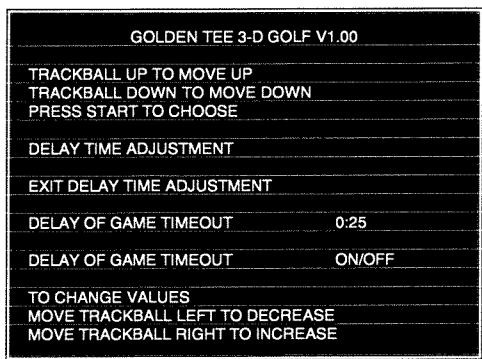 GOLDEN TEE 3-D GOLF V1.00
TRACKBALL UP TO MOVE UP
TRACKBALL DOWN TO MOVE DOWN
PRESS START TO CHOOSE
DELAY TIME ADJUSTMENT
EXIT DELAY TIME ADJUSTMENT
DELAY OF GAME TIMEOUT 0:25
DELAY OF GAME TIMEOUT ON/OFF
TO CHANGE VALUES
MOVE TRACKBALL LEFT TO DECREASE
MOVE TRACKBALL RIGHT TO INCREASE